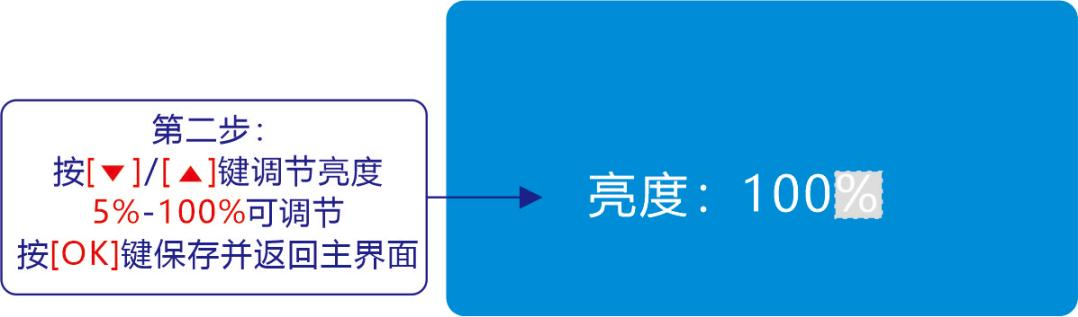 第二步：
按[▼]/[▲]键调节亮度
5%-100%可调节
按[OK]键保存并返回主界面
亮度：100%